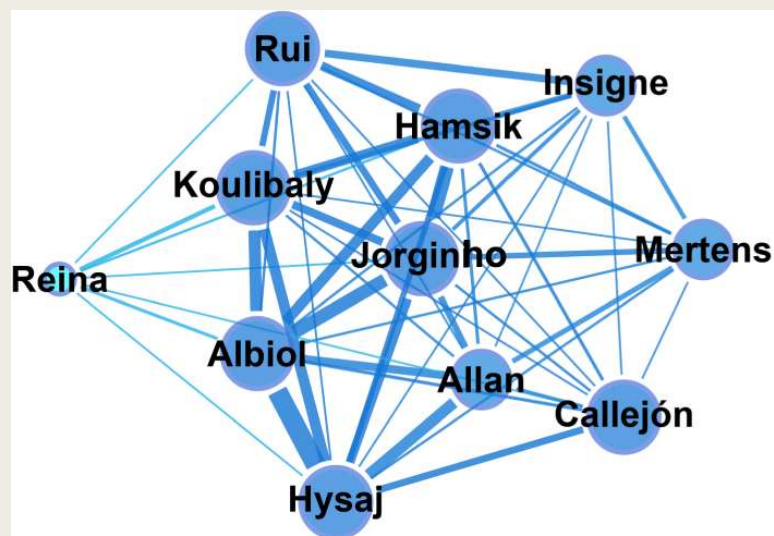 Rui
Insigne
Hamsik
Koulibaly
Jorginho
Mertens
Reina
Albiol
Allan
Callejón
Hysaj